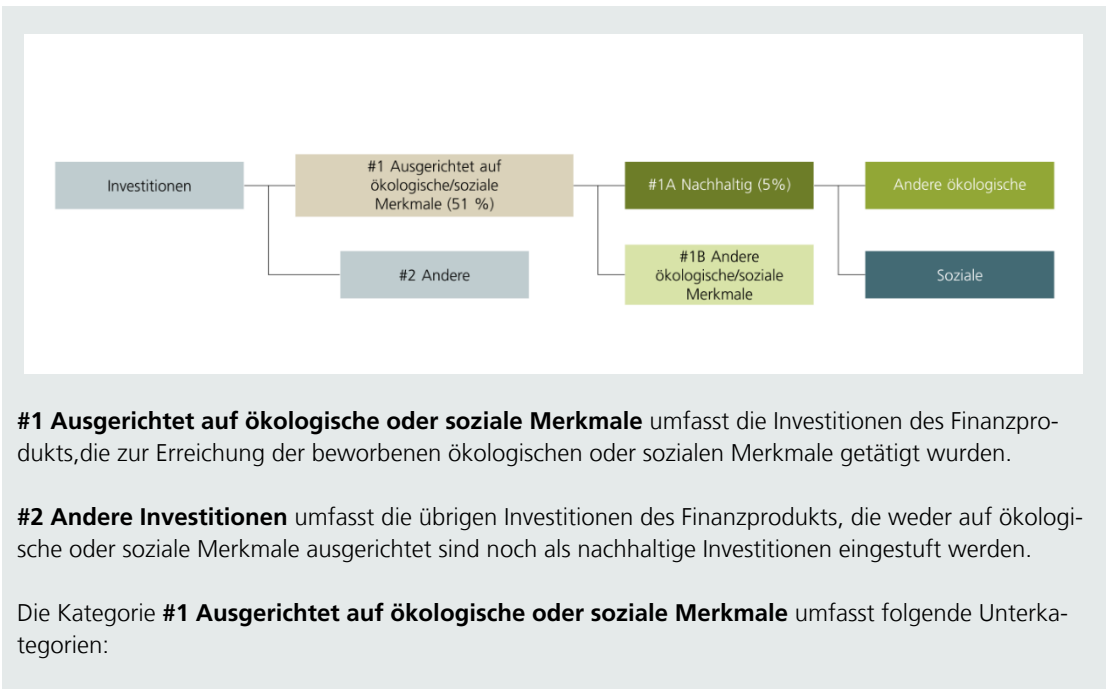 Investitionen
#1 Ausgerichtet auf
ökologische/soziale
Merkmale (51 %)
#1A Nachhaltig (5%)
Andere ökologische
#2 Andere
#1B Andere
ökologische/soziale
Merkmale
Soziale
#1 Ausgerichtet auf ökologische oder soziale Merkmale umfasst die Investitionen des Finanzpro-
dukts,die zur Erreichung der beworbenen ökologischen oder sozialen Merkmale getätigt wurden.
#2 Andere Investitionen umfasst die übrigen Investitionen des Finanzprodukts, die weder auf ökologi-
sche oder soziale Merkmale ausgerichtet sind noch als nachhaltige Investitionen eingestuft werden.
Die Kategorie #1 Ausgerichtet auf ökologische oder soziale Merkmale umfasst folgende Unterka-
tegorien: